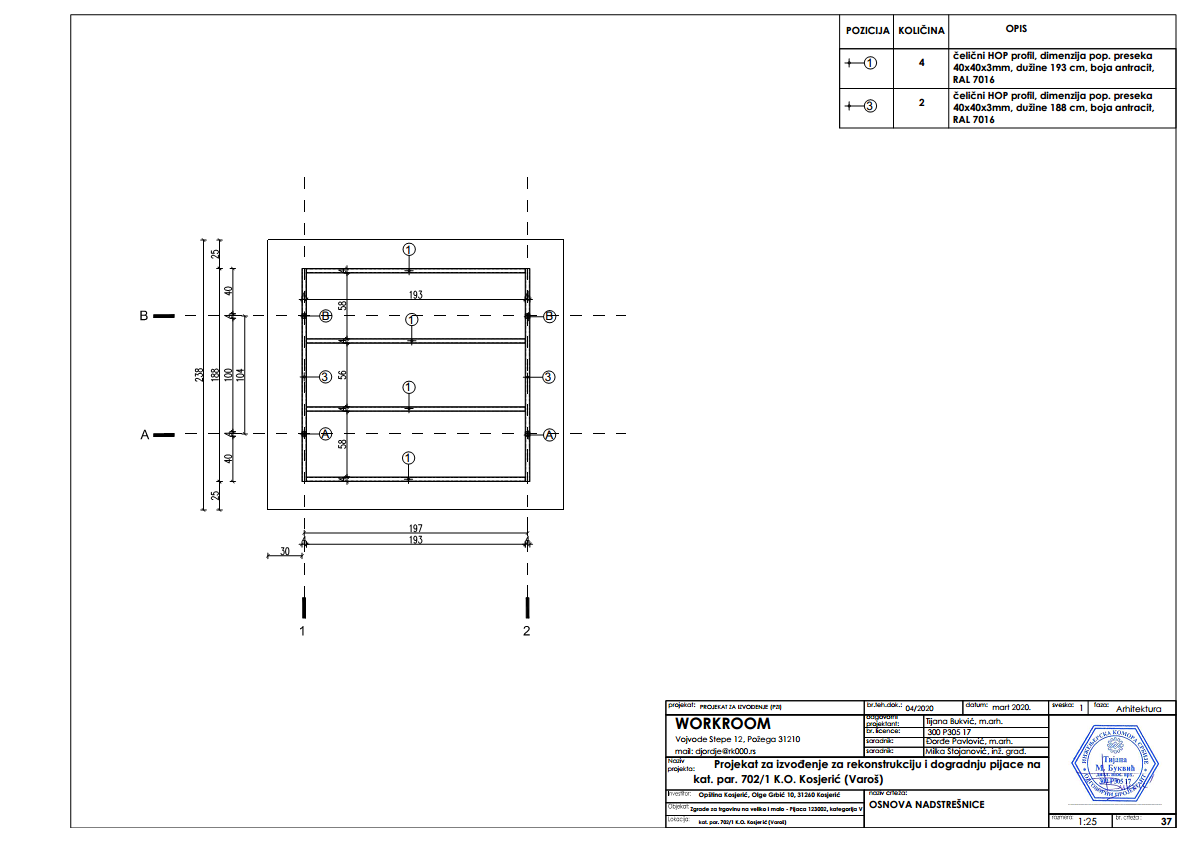 POZICIJA KOLIČINA OPIS
1 4 čelični HOP profil, dimenzija pop. preseka
40x40x3mm, dužine 193 cm, boja antracit,
RAL 7016
3 2 čelični HOP profil, dimenzija pop. preseka
40x40x3mm, dužine 188 cm, boja antracit,
RAL 7016
25
1
40
193
58
B
B
B
1
238
188
100
104
3
56
3
1
A
A
A
40
58
1
25
197
193
30
1
2
projekat: PROJEKAT ZA IZVOĐENJE (PZI)
br.teh.dok.: 04/2020
datum: mart 2020.
sveska: 1
faza: Arhitektura
WORKROOM
Vojvode Stepe 12, Požega 31210
mail: djordje@rk000.rs
odgovorni projektant: Tijana Bukvić, m.arh.
br. licence: 300 P305 17
saradnik: Đorđe Pavlović, m.arh.
saradnik: Milka Stojanović, inž. građ.
Naziv projekta: Projekat za izvođenje za rekonstrukciju i dogradnju pijace na
kat. par. 702/1 K.O. Kosjerić (Varoš)
Investitor: Opština Kosjerić, Olge Grbić 10, 31260 Kosjerić
Objekat: Zgrade za trgovinu na veliko i malo - Pijaca 123002, kategorija V
Lokacija: kat. par. 702/1 K.O. Kosjerić (Varoš)
naziv crteža:
OSNOVA NADSTREŠNICE
Тијана
М. Буквић
300 P305 17
razmera: 1:25
br. crteža: 37